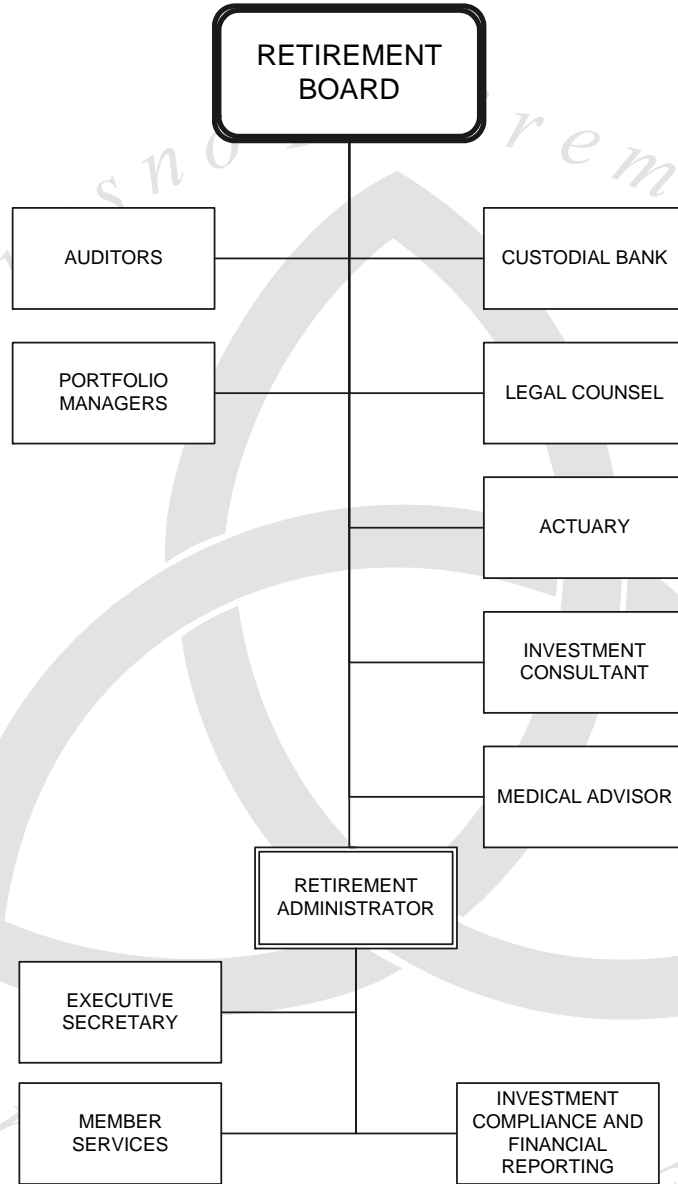 RETIREMENT
BOARD
AUDITORS
CUSTODIAL BANK
PORTFOLIO
MANAGERS
LEGAL COUNSEL
ACTUARY
INVESTMENT
CONSULTANT
MEDICAL ADVISOR
RETIREMENT
ADMINISTRATOR
EXECUTIVE
SECRETARY
MEMBER
SERVICES
INVESTMENT
COMPLIANCE AND
FINANCIAL
REPORTING